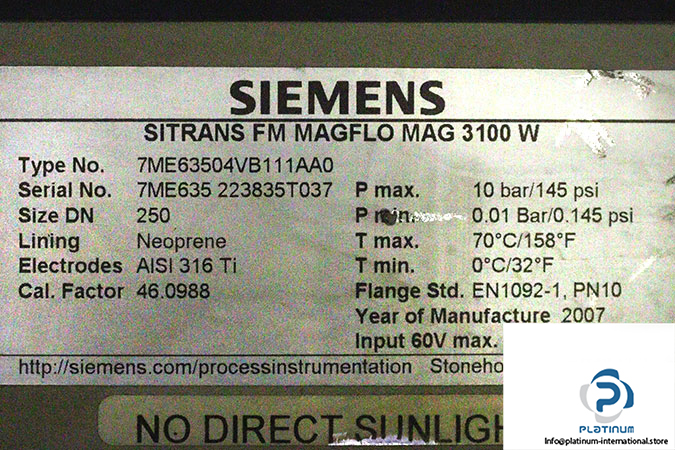 SIEMENS
SITRANS FM MAGFLO MAG 3100 W
Type No. 7ME63504VB111AA0
Serial No. 7ME635 223835T037 P max. 10 bar/145 psi
Size DN 250 P min. 0.01 Bar/0.145 psi
Lining Neoprene T max. 70°C/158°F
Electrodes AISI 316 Ti T min. 0°C/32°F
Cal. Factor 46.0988 Flange Std. EN1092-1, PN10
Year of Manufacture 2007
Input 60V max.
http://siemens.com/processinstrumentation
NO DIRECT
PLATINUM
Info@platinum-international.store